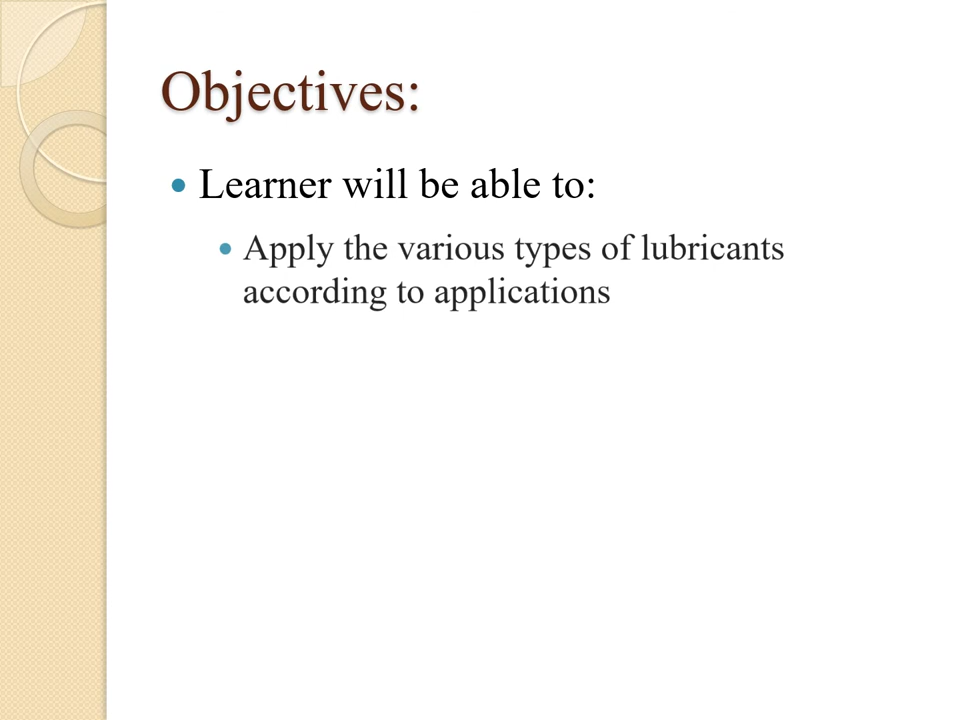 Objectives:
Learner will be able to:
Apply the various types of lubricants
according to applications